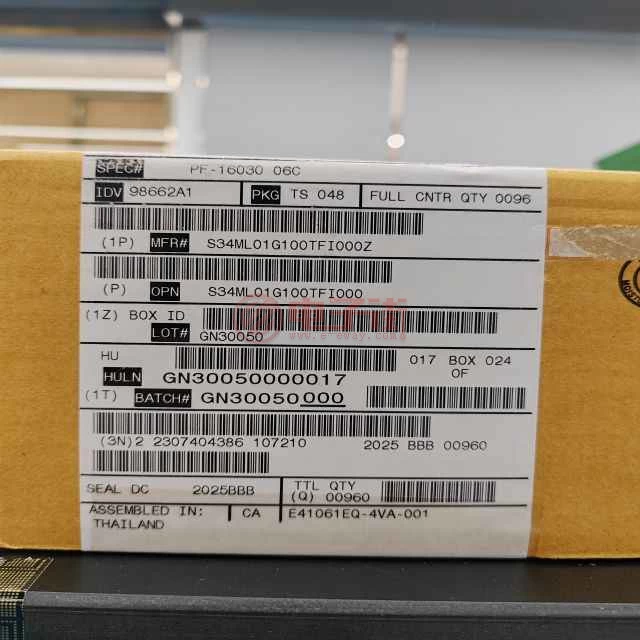 SPEC# PF-16030 06C
IDV 98662A1 PKG TS 048 FULL CNTR QTY 0096
(1P) MFR# S34ML01G100TFI000Z
(P) OPN S34ML01G100TFI000
(1Z) BOX ID
LOT# GN30050
HU 017 BOX 024
OF
HULN GN30050000017
(1T) BATCH# GN30050000
(3N)2 2307404386 107210 2025 BBB 00960
SEAL DC 2025BBB TTL QTY
(Q) 00960
ASSEMBLED IN: CA E41061EQ-4VA-001
THAILAND